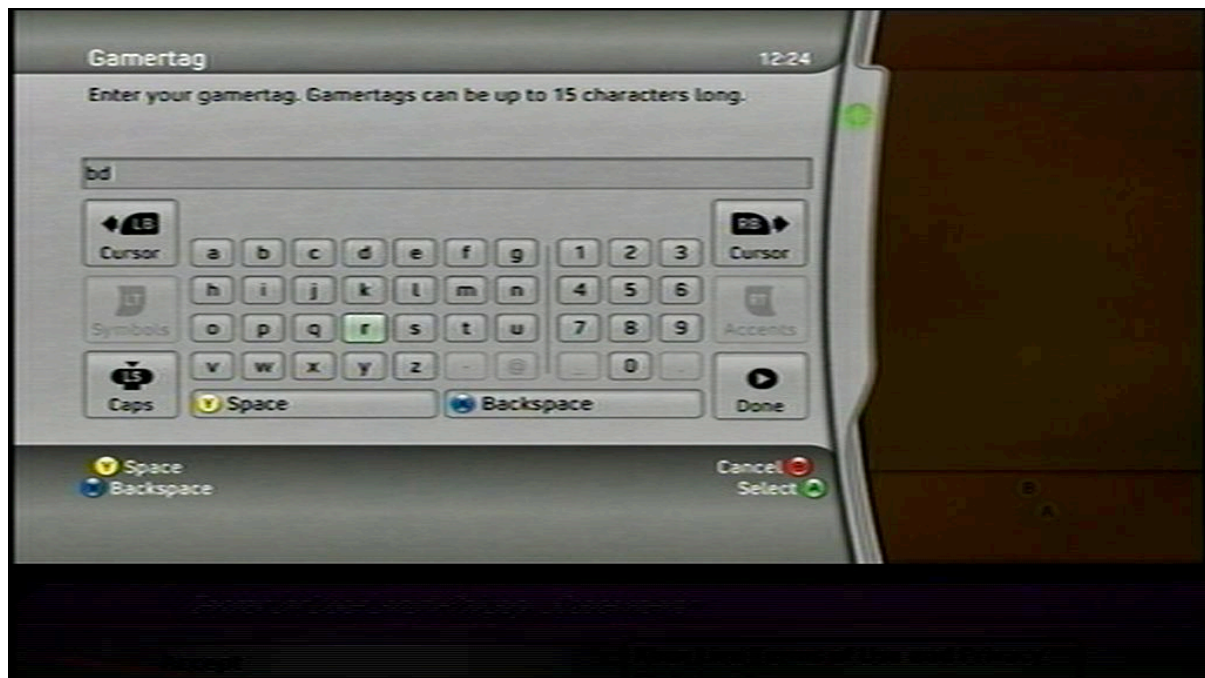 Gamertag 12:24
Enter your gamertag. Gamertags can be up to 15 characters long.
bd
LB RB
Cursor a b c d e f g 1 2 3 Cursor
LT h i j k l m n 4 5 6 RT
Symbols o p q r s t u 7 8 9 Accents
LS v w x y z - @ _ 0 .
Caps Y Space X Backspace Done
Y Space Cancel B
X Backspace Select A
B
A